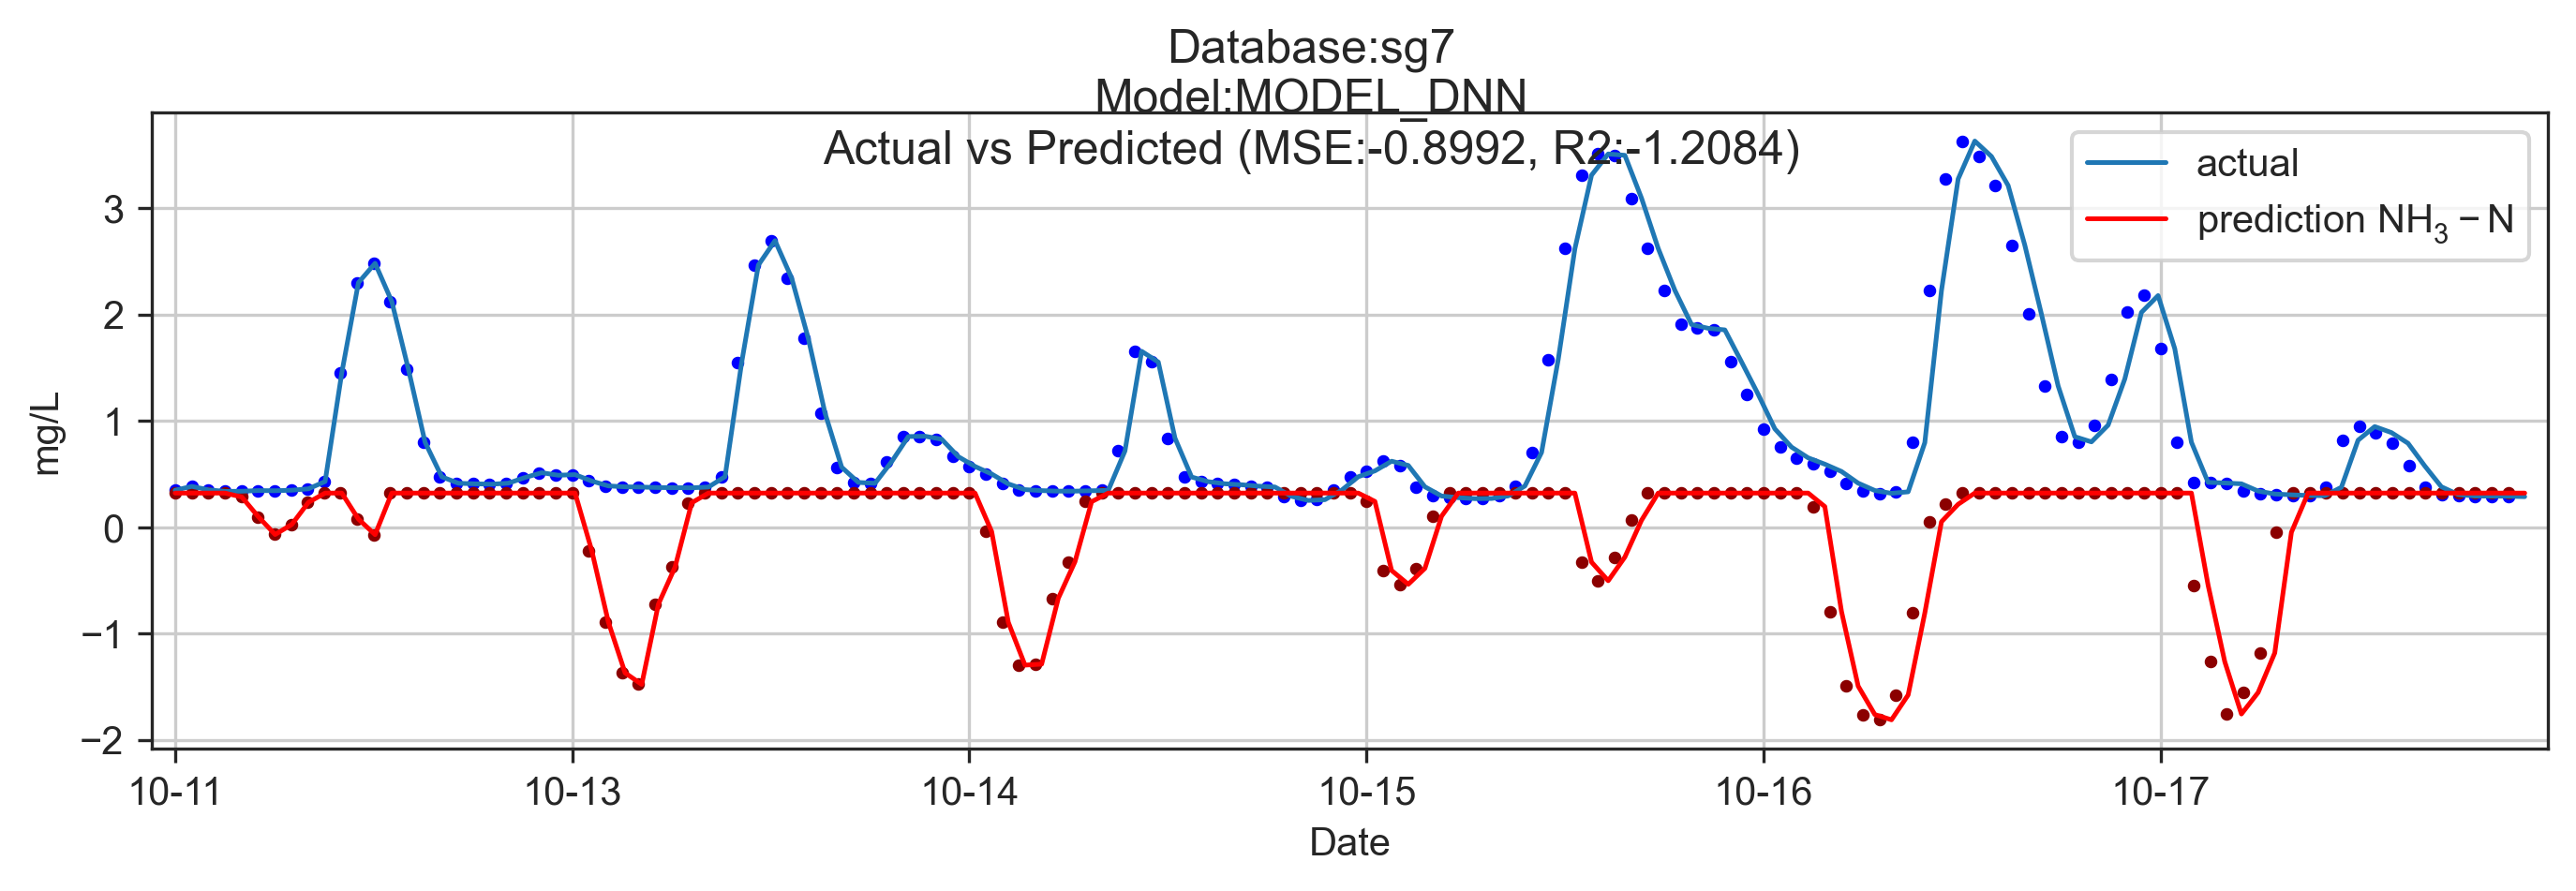 Database:sg7
Model:MODEL_DNN
Actual vs Predicted (MSE:-0.8992, R2:-1.2084)
actual
prediction NH₃ − N
mg/L
3
2
1
0
−1
−2
10-11
10-13
10-14
10-15
10-16
10-17
Date